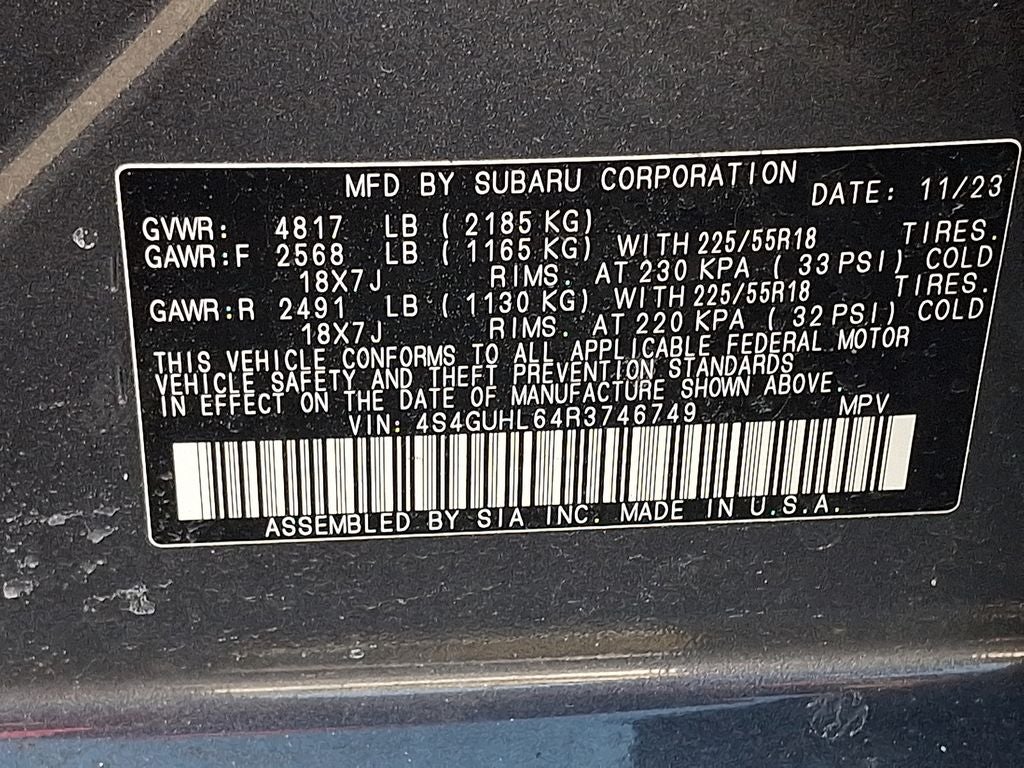 MFD BY SUBARU CORPORATION DATE: 11/23
GVWR: 4817 LB ( 2185 KG)
GAWR:F 2568 LB ( 1165 KG) WITH 225/55R18 TIRES.
18X7J RIMS. AT 230 KPA ( 33 PSI) COLD
GAWR:R 2491 LB ( 1130 KG) WITH 225/55R18 TIRES.
18X7J RIMS. AT 220 KPA ( 32 PSI) COLD
THIS VEHICLE CONFORMS TO ALL APPLICABLE FEDERAL MOTOR
VEHICLE SAFETY AND THEFT PREVENTION STANDARDS
IN EFFECT ON THE DATE OF MANUFACTURE SHOWN ABOVE.
VIN: 4S4GUHL64R3746749 MPV
ASSEMBLED BY SIA INC. MADE IN U.S.A.